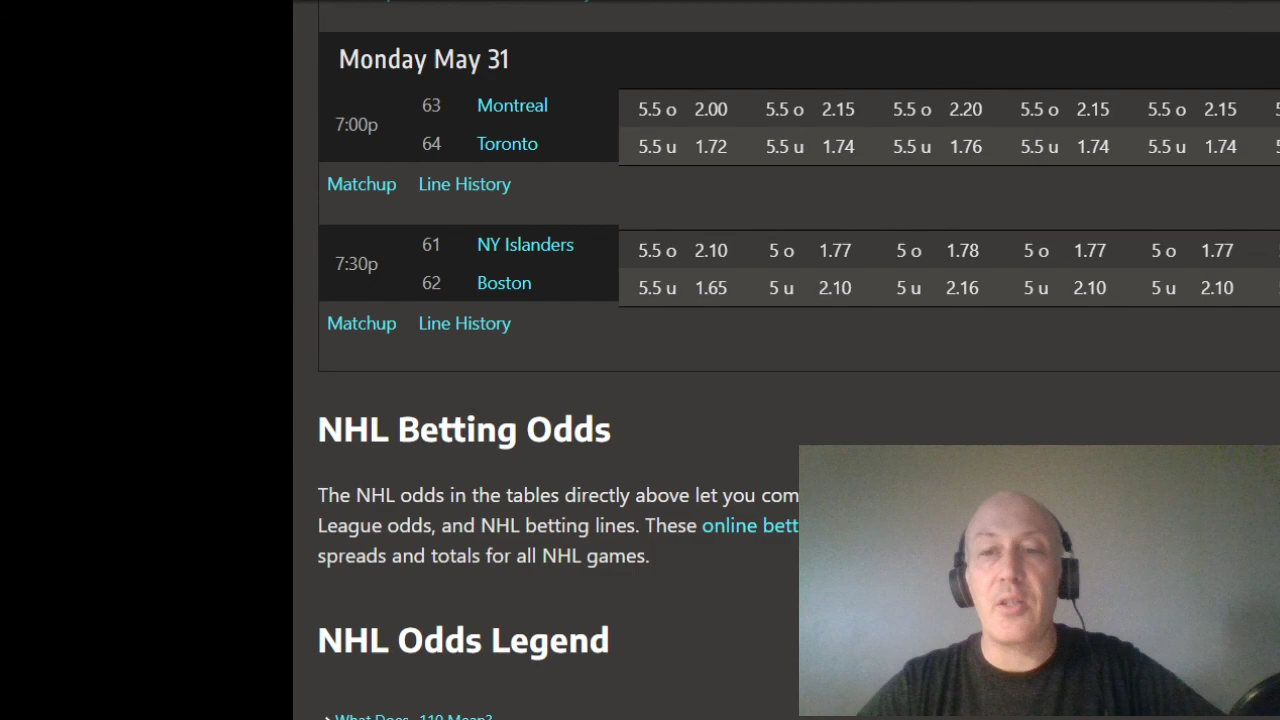 Monday May 31
7:00p
63 Montreal 5.5 o 2.00 5.5 o 2.15 5.5 o 2.20 5.5 o 2.15 5.5 o 2.15
64 Toronto 5.5 u 1.72 5.5 u 1.74 5.5 u 1.76 5.5 u 1.74 5.5 u 1.74
Matchup Line History
7:30p
61 NY Islanders 5.5 o 2.10 5 o 1.77 5 o 1.78 5 o 1.77 5 o 1.77
62 Boston 5.5 u 1.65 5 u 2.10 5 u 2.16 5 u 2.10 5 u 2.10
Matchup Line History
NHL Betting Odds
The NHL odds in the tables directly above let you com
League odds, and NHL betting lines. These online bett
spreads and totals for all NHL games.
NHL Odds Legend
What Does -110 Mean?